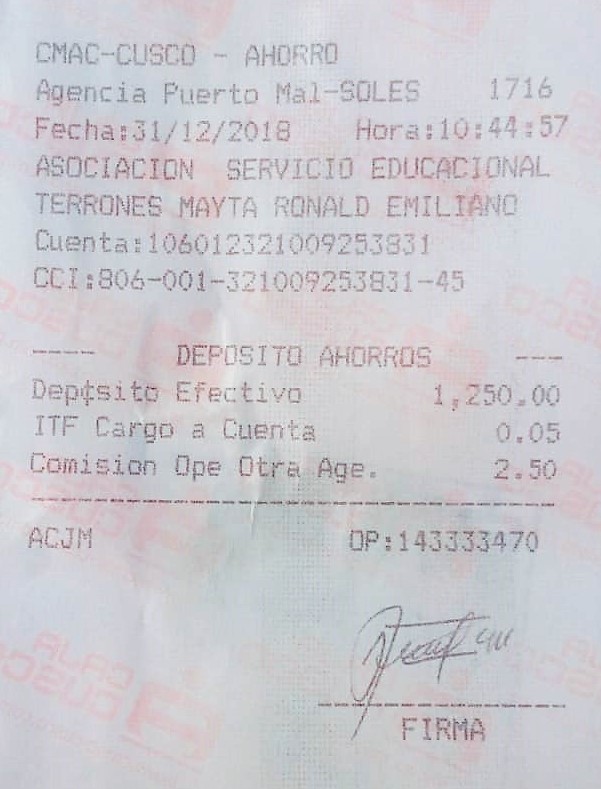 CMAC-CUSCO - AHORRO
Agencia Puerto Mal-SOLES 1716
Fecha:31/12/2018 Hora:10:44:57
ASOCIACION SERVICIO EDUCACIONAL
TERRONES MAYTA RONALD EMILIANO
Cuenta:106012321009253831
CCI:806-001-321009253831-45
---- DEPOSITO AHORROS ---
Dep¢sito Efectivo 1,250.00
ITF Cargo a Cuenta 0.05
Comision Ope Otra Age. 2.50
ACJM OP:143333470
FIRMA